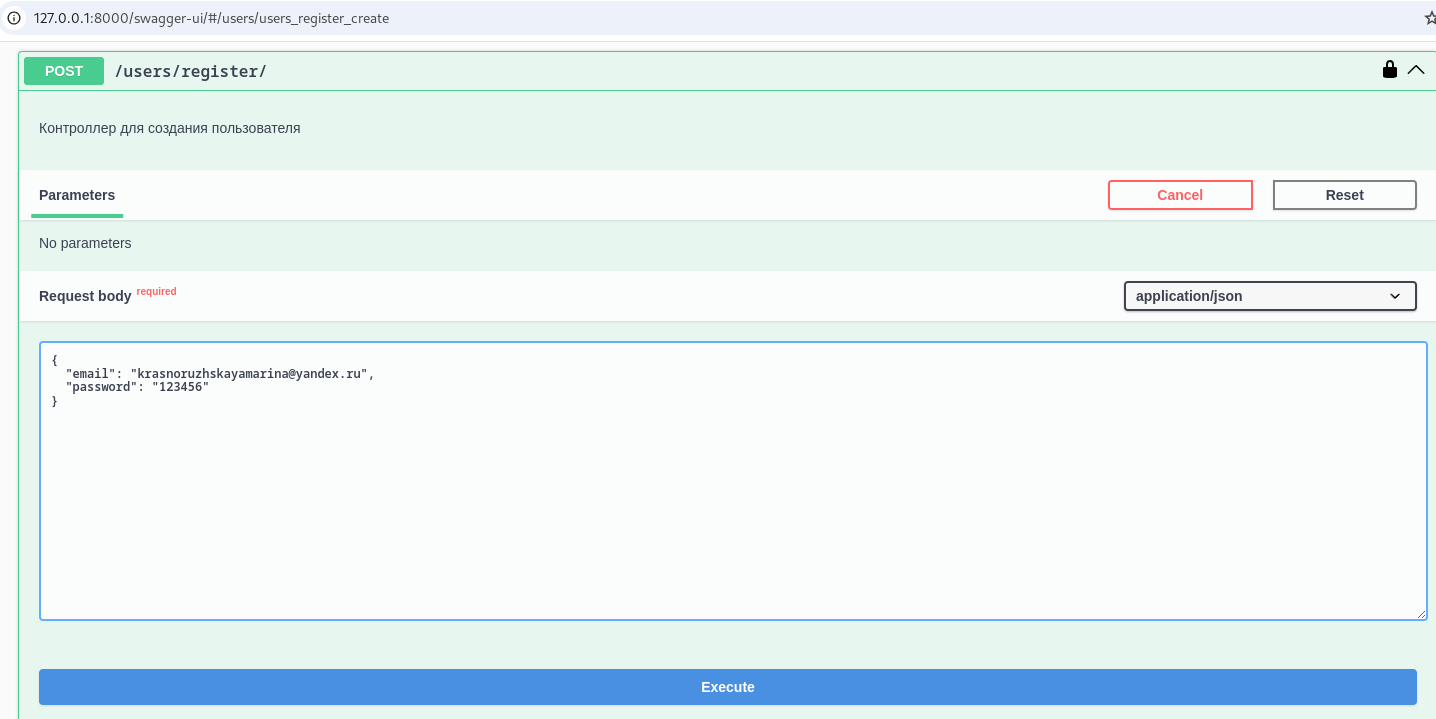 127.0.0.1:8000/swagger-ui/#/users/users_register_create
POST /users/register/
Контроллер для создания пользователя
Parameters Cancel Reset
No parameters
Request body required application/json
{
"email": "krasnoruzhskayamarina@yandex.ru",
"password": "123456"
}
Execute